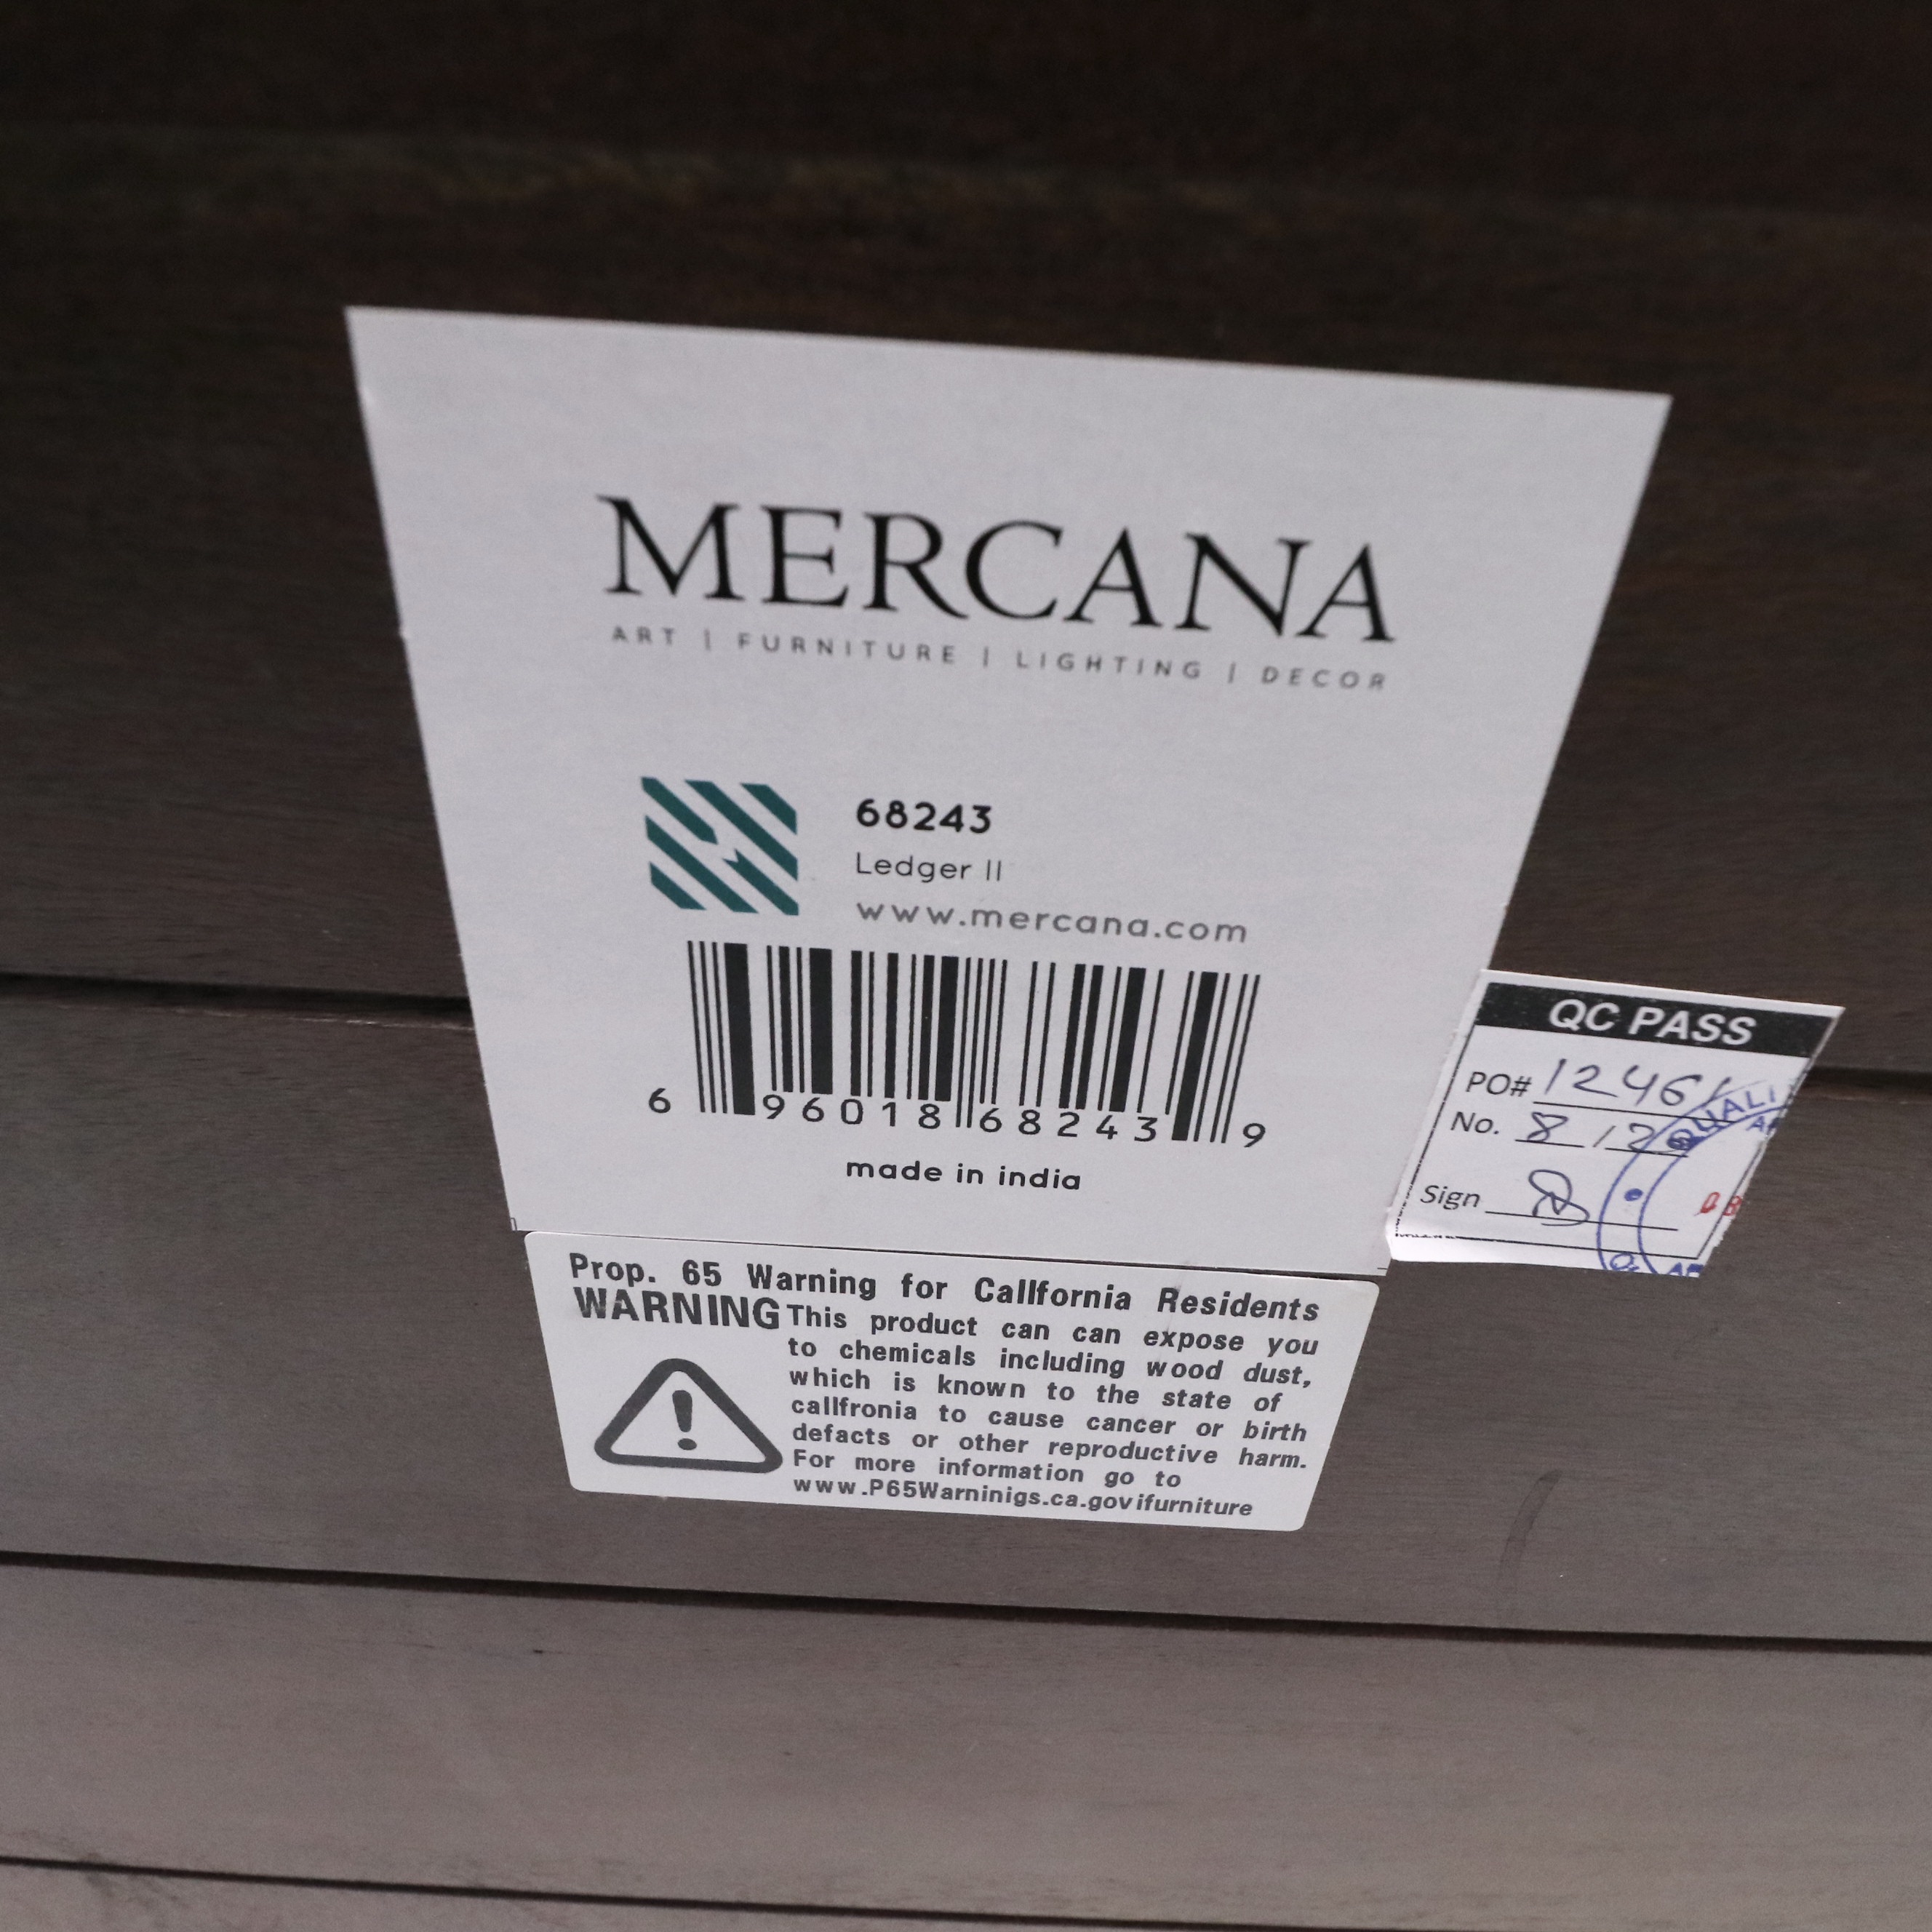 MERCANA
ART | FURNITURE | LIGHTING | DECOR
68243
Ledger II
www.mercana.com
6 96018 68243 9
made in india
QC PASS
PO# 1246
No. 8 / 12
Sign
QUALI
Prop. 65 Warning for Callfornia Residents
WARNING This product can can expose you
to chemicals including wood dust,
which is known to the state of
callfronia to cause cancer or birth
defacts or other reproductive harm.
For more information go to
www.P65Warninigs.ca.govifurniture